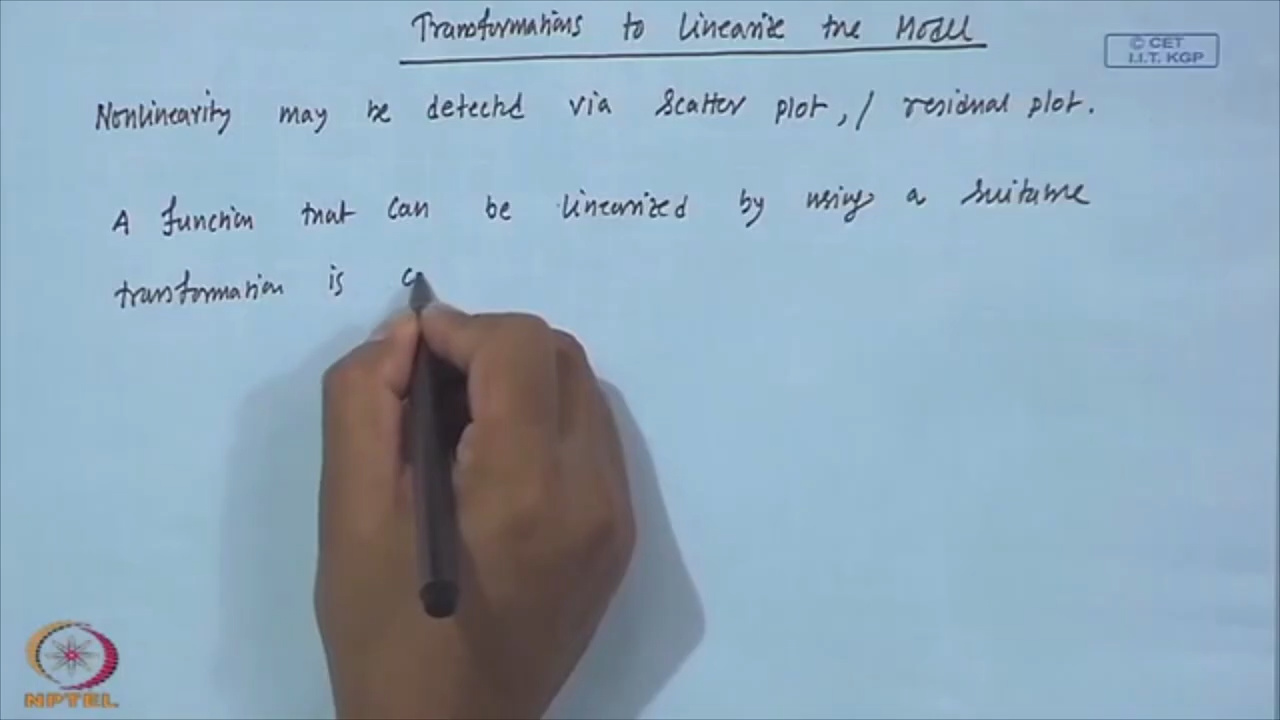 Transformations to Linearize the Model
© CET
I.I.T. KGP
Nonlinearity may be detected via scatter plot, / residual plot.
A function that can be linearized by using a suitable
transformation is c
NPTEL